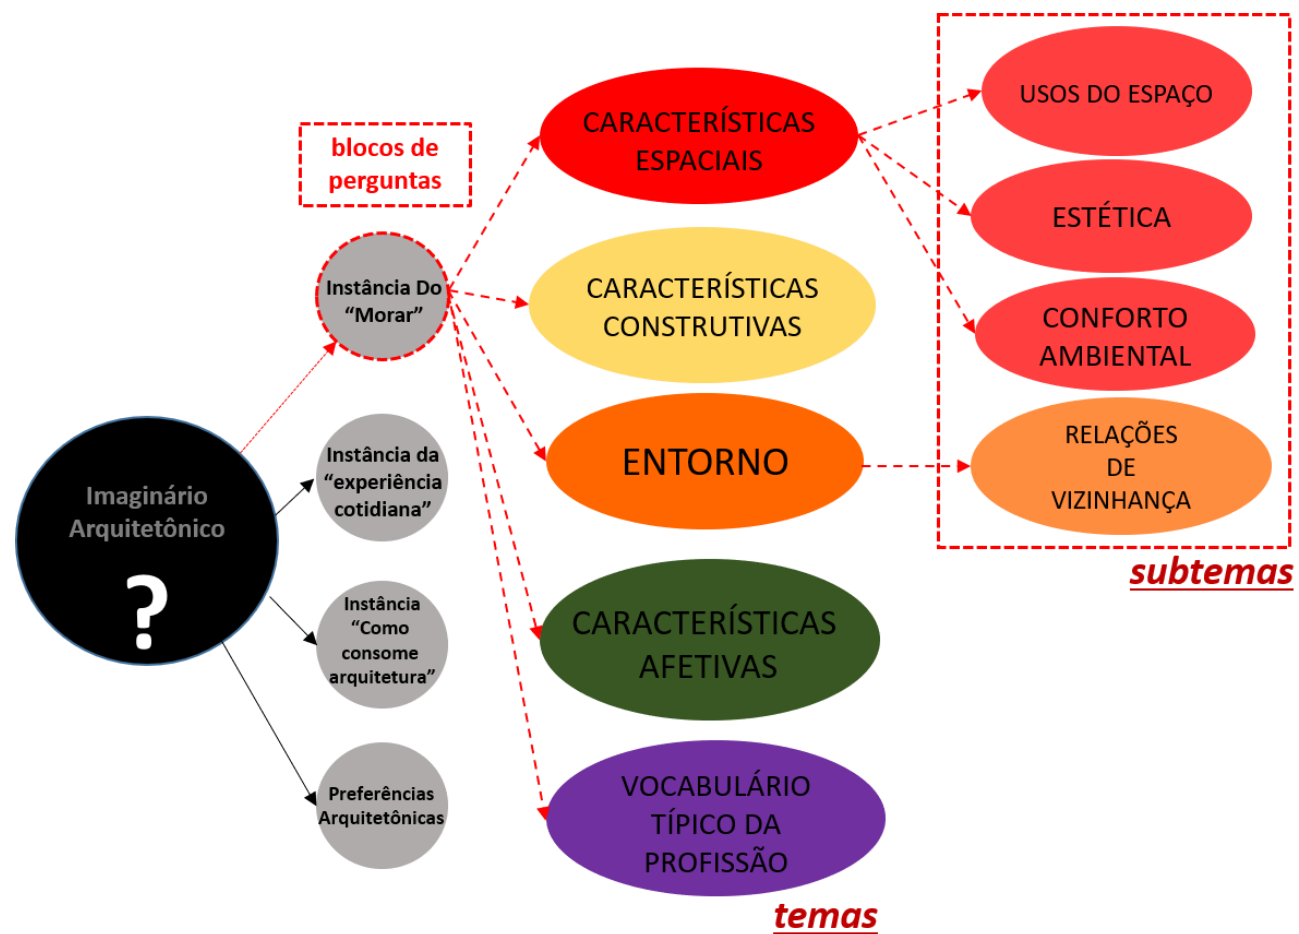 blocos de
perguntas
Imaginário
Arquitetônico
?
Instância Do
“Morar”
Instância da
“experiência
cotidiana”
Instância
“Como
consome
arquitetura”
Preferências
Arquitetônicas
CARACTERÍSTICAS
ESPACIAIS
CARACTERÍSTICAS
CONSTRUTIVAS
ENTORNO
CARACTERÍSTICAS
AFETIVAS
VOCABULÁRIO
TÍPICO DA
PROFISSÃO
temas
USOS DO ESPAÇO
ESTÉTICA
CONFORTO
AMBIENTAL
RELAÇÕES
DE
VIZINHANÇA
subtemas